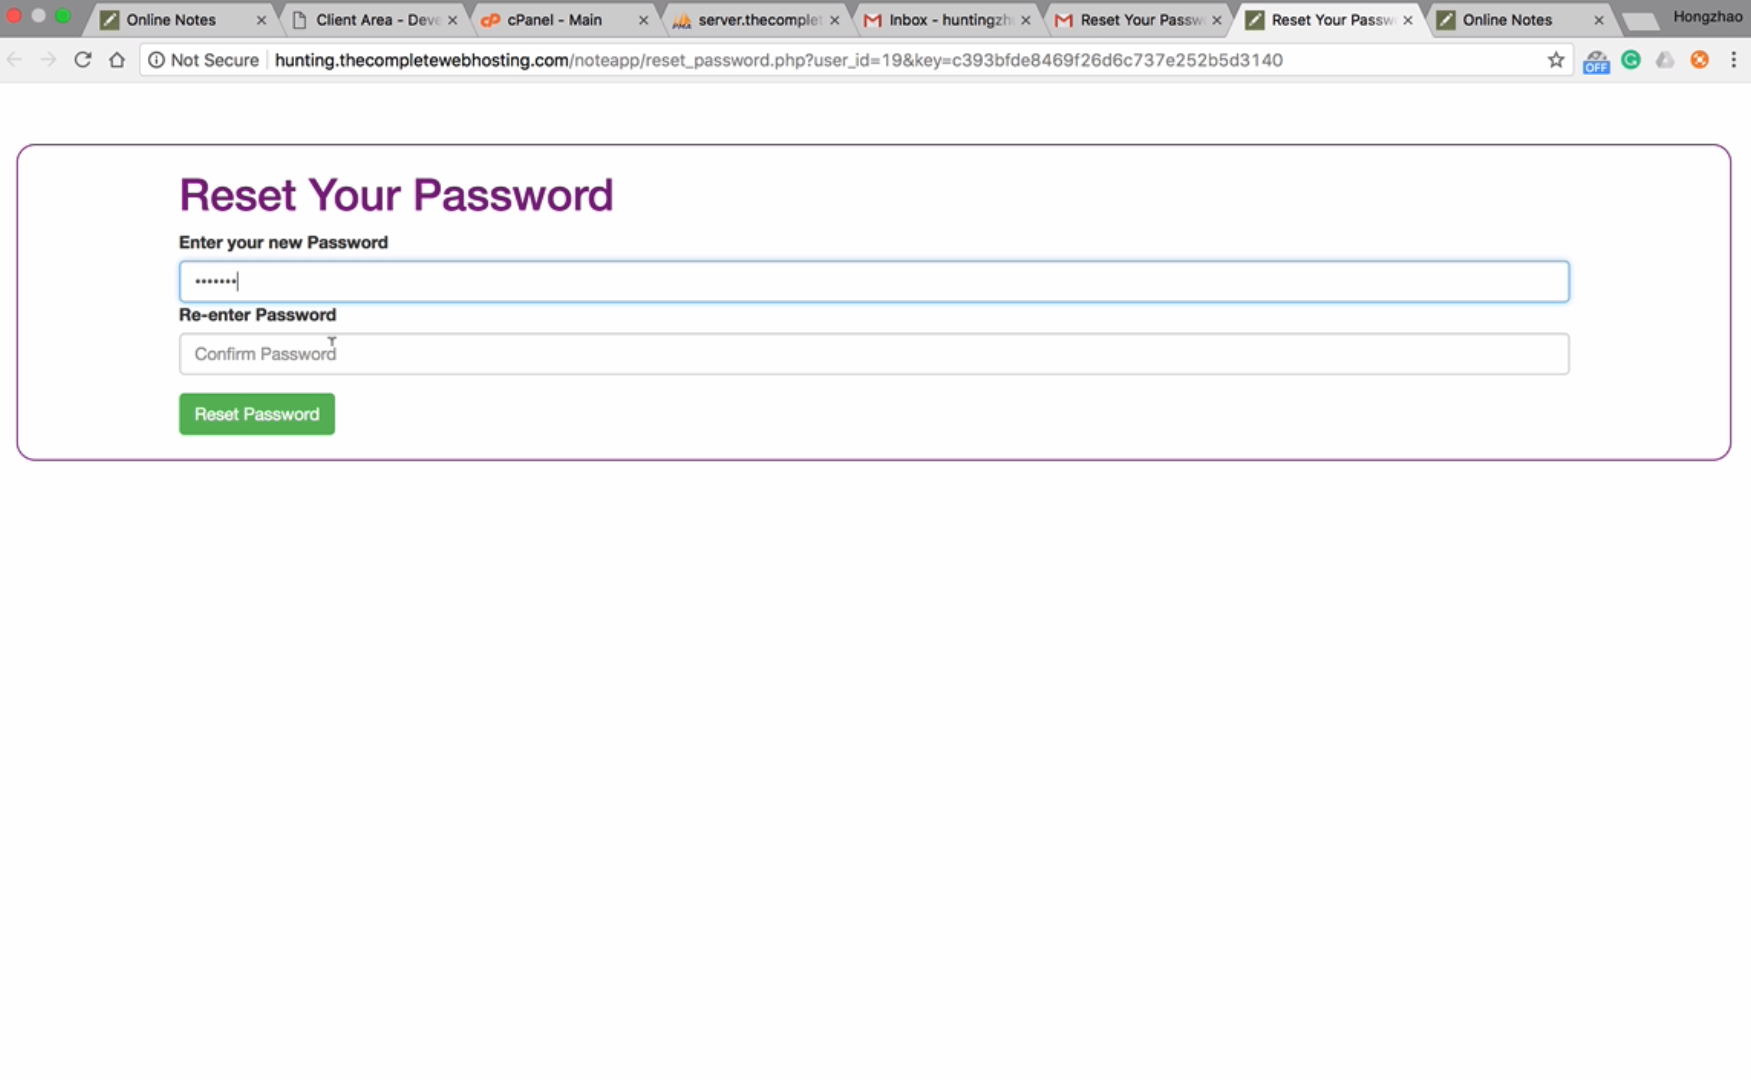 Online Notes
Client Area - Deve
cPanel - Main
server.thecomplet
Inbox - huntingzh
Reset Your Passw
Reset Your Passw
Online Notes
Hongzhao
Not Secure
hunting.thecompletewebhosting.com/noteapp/reset_password.php?user_id=19&key=c393bfde8469f26d6c737e252b5d3140
OFF
Reset Your Password
Enter your new Password
•••••••
Re-enter Password
Confirm Password
Reset Password